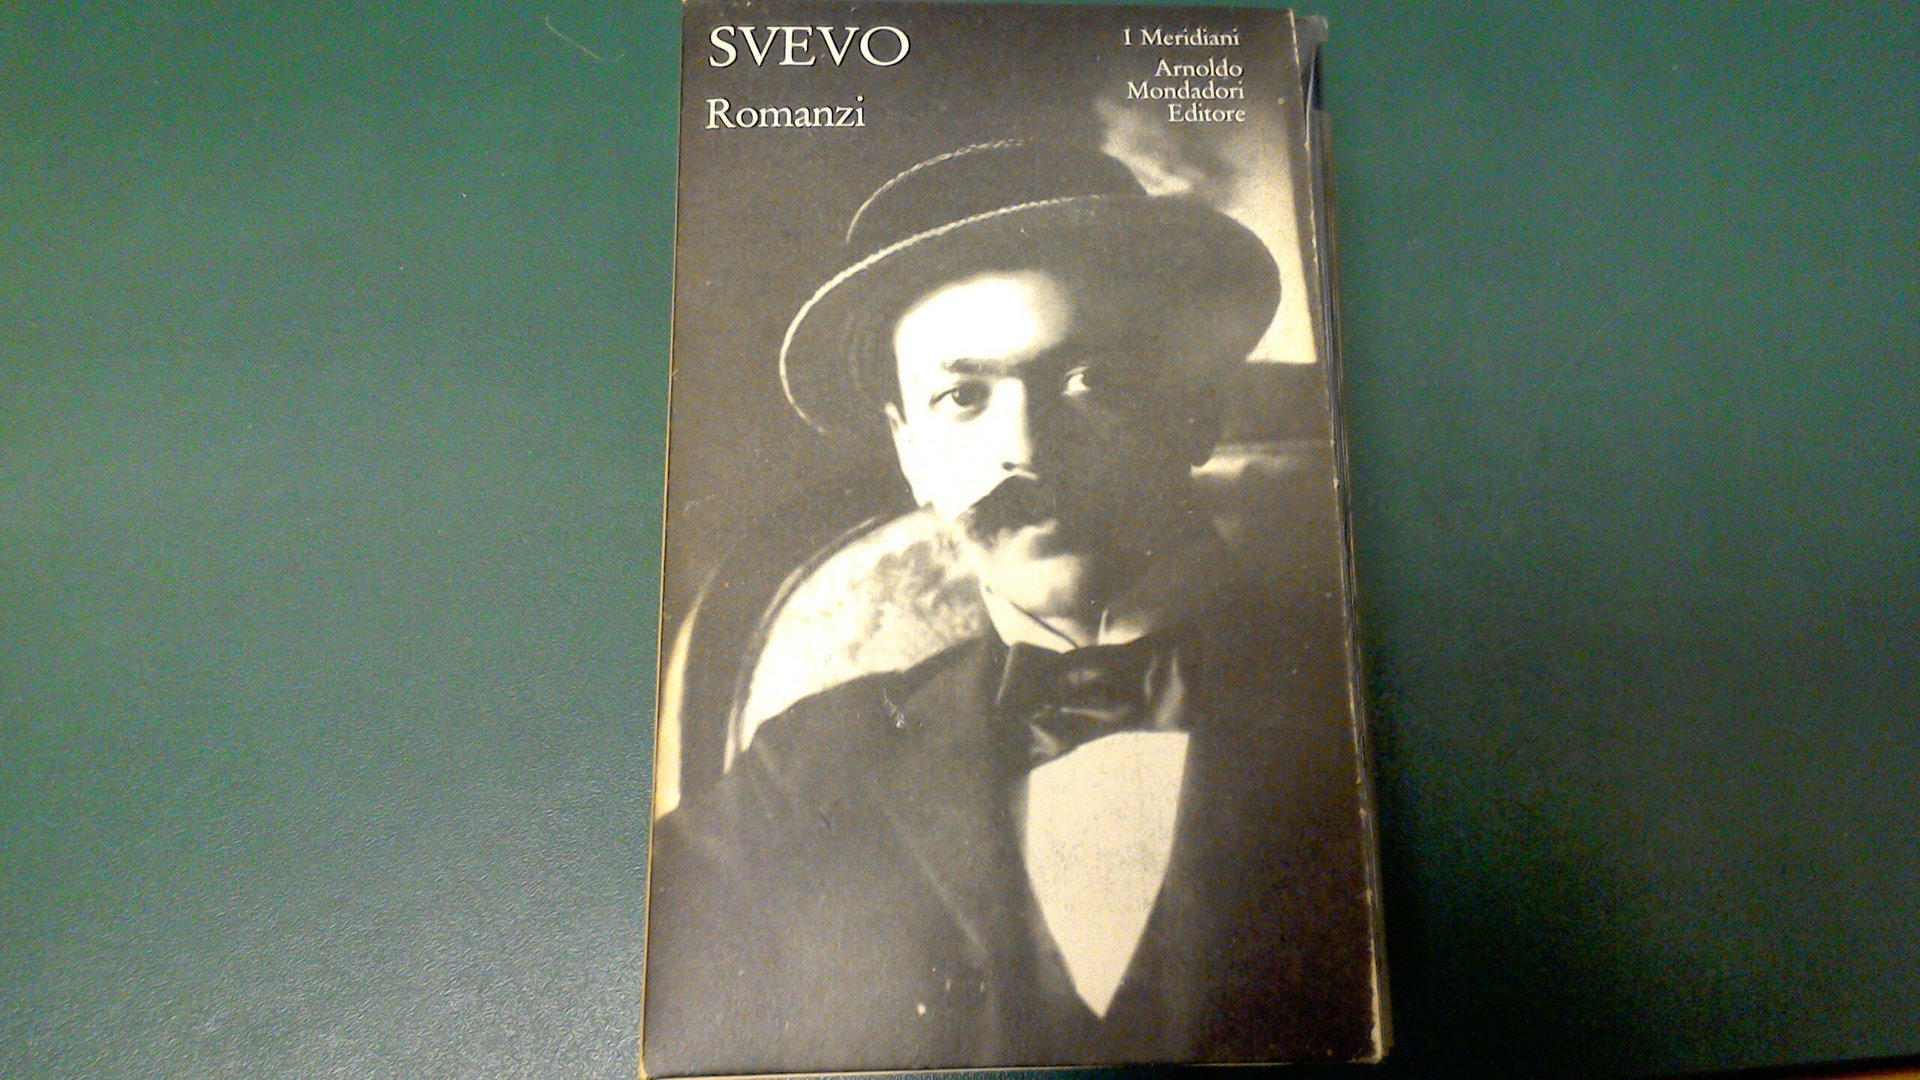 SVEVO
Romanzi
I Meridiani
Arnoldo
Mondadori
Editore